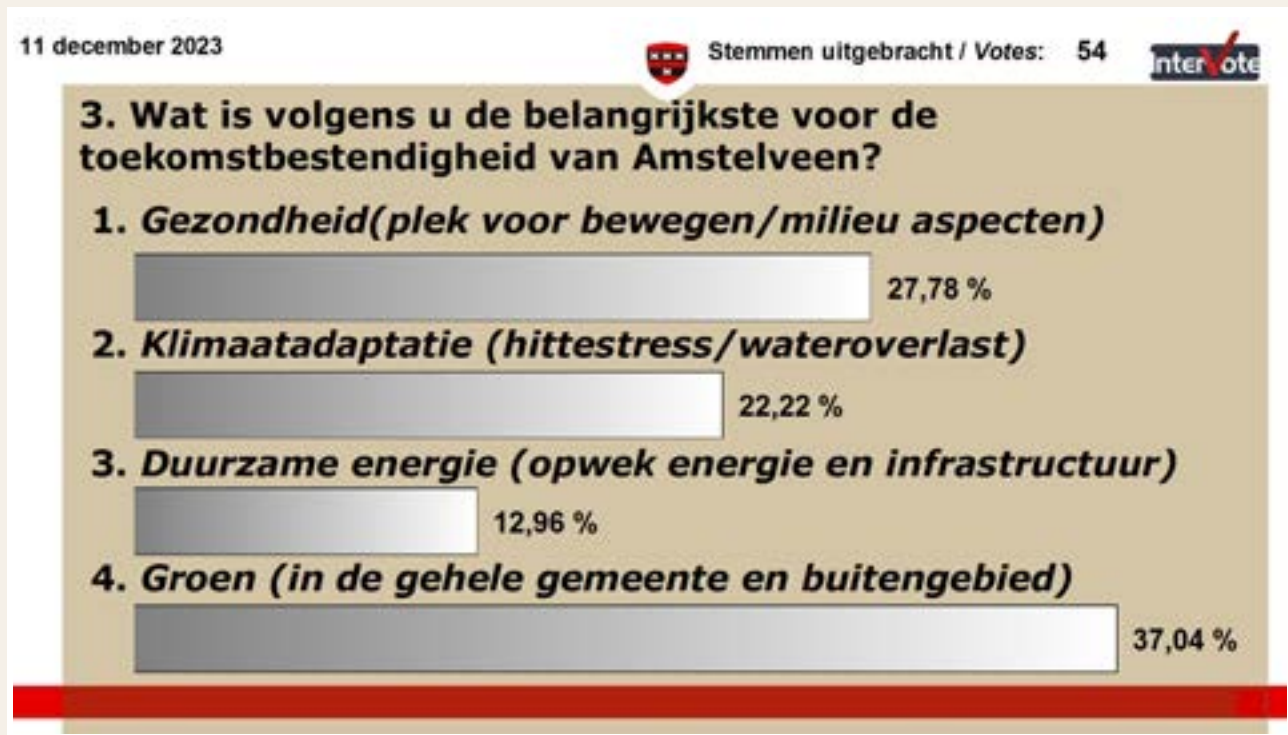 11 december 2023
Stemmen uitgebracht / Votes: 54
InterVote
3. Wat is volgens u de belangrijkste voor de
toekomstbestendigheid van Amstelveen?
1. Gezondheid(plek voor bewegen/milieu aspecten)
27,78 %
2. Klimaatadaptatie (hittestress/wateroverlast)
22,22 %
3. Duurzame energie (opwek energie en infrastructuur)
12,96 %
4. Groen (in de gehele gemeente en buitengebied)
37,04 %